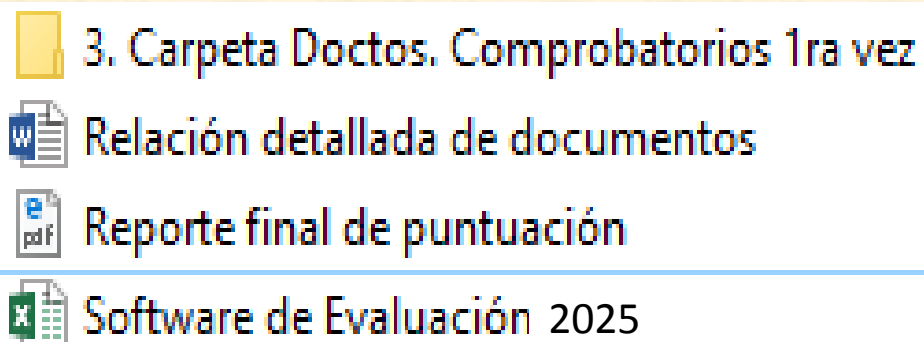 3. Carpeta Doctos. Comprobatorios 1ra vez
Relación detallada de documentos
Reporte final de puntuación
Software de Evaluación 2025